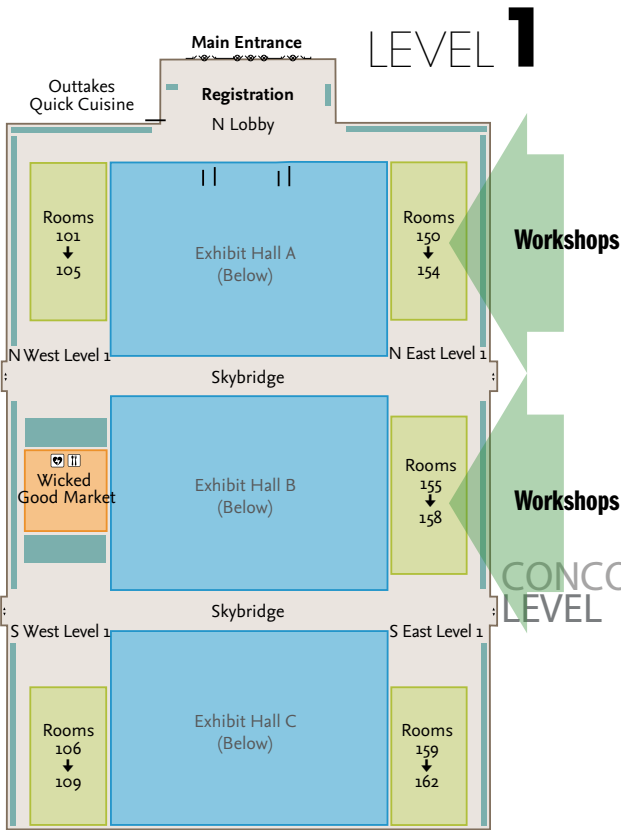 LEVEL 1
Main Entrance
Outtakes
Quick Cuisine
Registration
N Lobby
Rooms
101
105
Exhibit Hall A
(Below)
Rooms
150
154
Workshops
N West Level 1
N East Level 1
Skybridge
Wicked
Good Market
Exhibit Hall B
(Below)
Rooms
155
158
Workshops
CONCO
LEVEL
Skybridge
S West Level 1
S East Level 1
Rooms
106
109
Exhibit Hall C
(Below)
Rooms
159
162